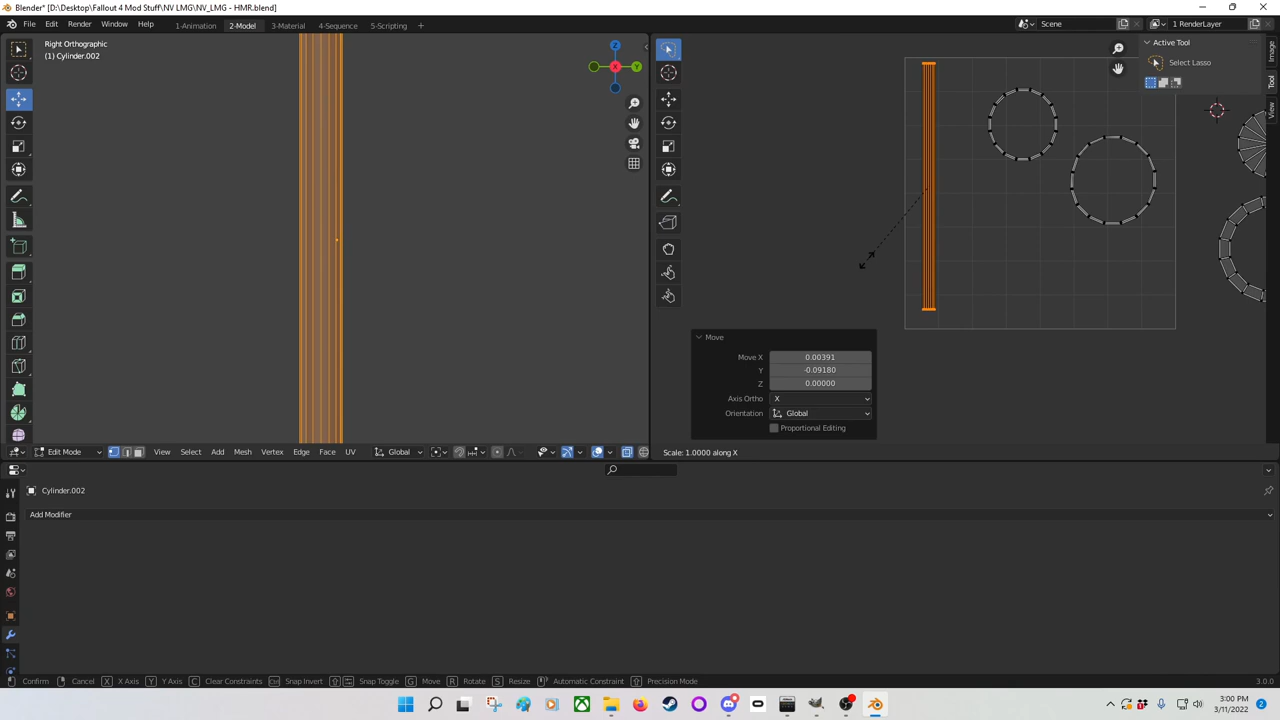 Blender* [D:\Desktop\Fallout 4 Mod Stuff\NV LMG\NV_LMG - HMR.blend]
File Edit Render Window Help 1-Animation 2-Model 3-Material 4-Sequence 5-Scripting + Scene 1 RenderLayer
Right Orthographic
(1) Cylinder.002
Z
X
Y
Active Tool
Select Lasso
Image
Tool
View
Move
Move X 0.00391
Y -0.09180
Z 0.00000
Axis Ortho X
Orientation Global
Proportional Editing
Edit Mode View Select Add Mesh Vertex Edge Face UV Global Scale: 1.0000 along X
Cylinder.002
Add Modifier
Confirm Cancel X X Axis Y Y Axis C Clear Constraints Ctrl Snap Invert Snap Toggle G Move R Rotate S Resize Automatic Constraint Precision Mode 3.0.0
3:00 PM
3/11/2022
2